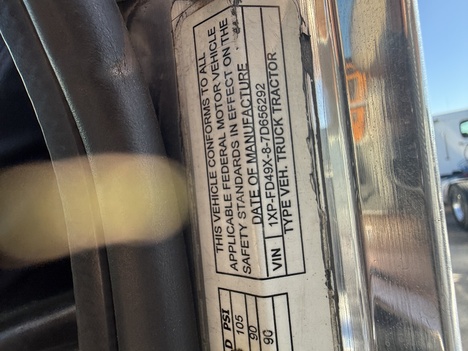 THIS VEHICLE CONFORMS TO ALL
APPLICABLE FEDERAL MOTOR VEHICLE
SAFETY STANDARDS IN EFFECT ON THE
DATE OF MANUFACTURE
VIN 1XP-FD49X-8-7D656292
TYPE VEH. TRUCK TRACTOR
D PSI
105
90
90